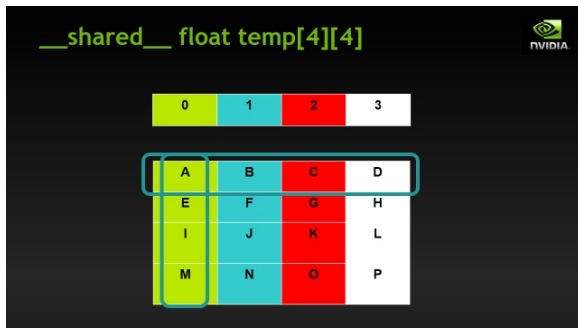 __shared__ float temp[4][4]
NVIDIA.
0 1 2 3
A B C D
E F G H
I J K L
M N O P